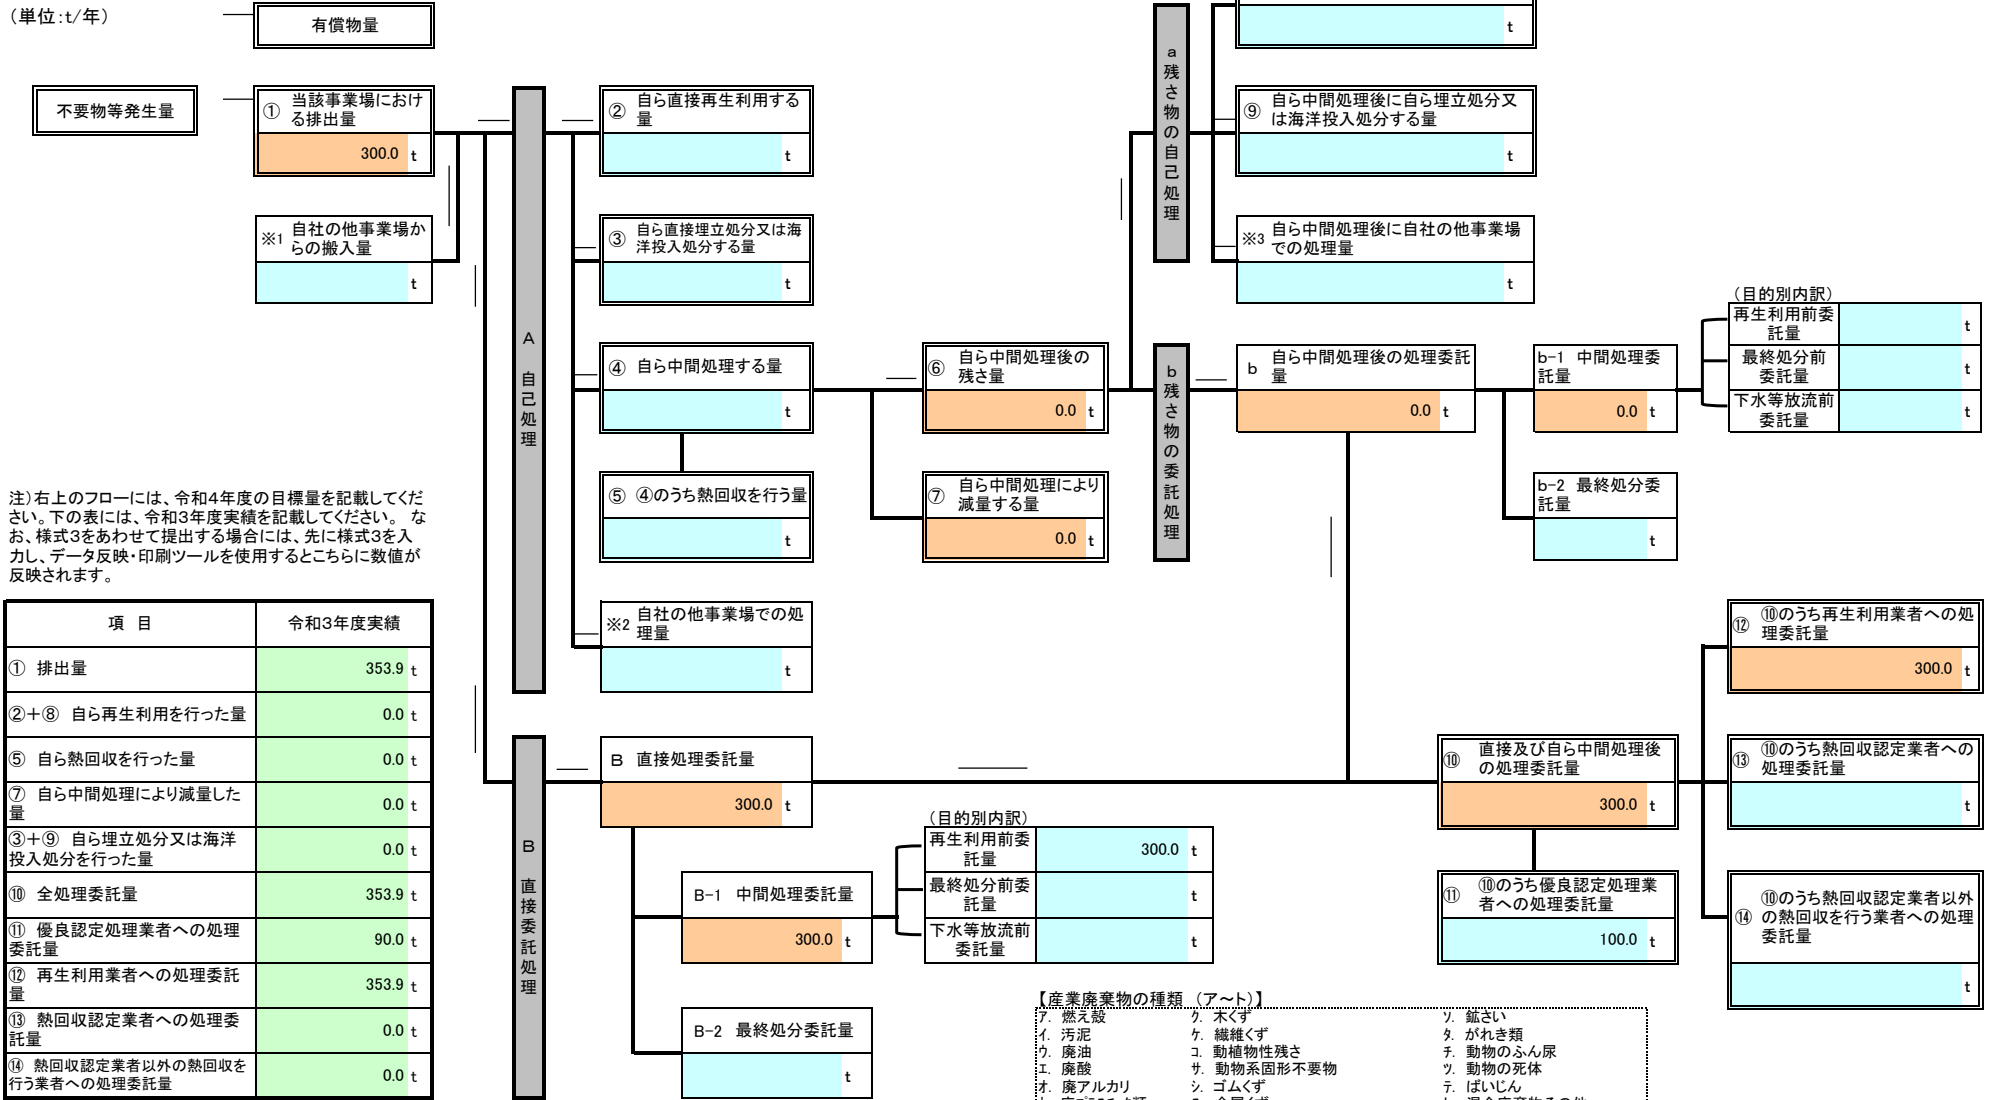 （単位：t/年）
有償物量
t
不要物等発生量
① 当該事業場におけ
る排出量
300.0 t
※1 自社の他事業場か
らの搬入量
t
A 自己処理
② 自ら直接再生利用する
量
t
③ 自ら直接埋立処分又は海
洋投入処分する量
t
④ 自ら中間処理する量
t
⑤ ④のうち熱回収を行う量
t
※2 自社の他事業場での処
理量
t
⑥ 自ら中間処理後の
残さ量
0.0 t
⑦ 自ら中間処理により
減量する量
0.0 t
a 残さ物の自己処理
⑨ 自ら中間処理後に自ら埋立処分又
は海洋投入処分する量
t
※3 自ら中間処理後に自社の他事業場
での処理量
t
b 残さ物の委託処理
b 自ら中間処理後の処理委託
量
0.0 t
b-1 中間処理委
託量
0.0 t
b-2 最終処分委
託量
t
（目的別内訳）
再生利用前委
託量
t
最終処分前
委託量
t
下水等放流前
委託量
t
注）右上のフローには、令和4年度の目標量を記載してくだ
さい。下の表には、令和3年度実績を記載してください。 な
お、様式3をあわせて提出する場合には、先に様式3を入
力し、データ反映・印刷ツールを使用するとこちらに数値が
反映されます。
項 目 令和3年度実績
① 排出量 353.9 t
②＋⑧ 自ら再生利用を行った量 0.0 t
⑤ 自ら熱回収を行った量 0.0 t
⑦ 自ら中間処理により減量した
量 0.0 t
③＋⑨ 自ら埋立処分又は海洋
投入処分を行った量 0.0 t
⑩ 全処理委託量 353.9 t
⑪ 優良認定処理業者への処理
委託量 90.0 t
⑫ 再生利用業者への処理委託
量 353.9 t
⑬ 熱回収認定業者への処理委
託量 0.0 t
⑭ 熱回収認定業者以外の熱回収を
行う業者への処理委託量 0.0 t
B 直接委託処理
B 直接処理委託量
300.0 t
B-1 中間処理委託量
300.0 t
B-2 最終処分委託量
t
（目的別内訳）
再生利用前委
託量
300.0 t
最終処分前委
託量
t
下水等放流前
委託量
t
⑩ 直接及び自ら中間処理後
の処理委託量
300.0 t
⑪ ⑩のうち優良認定処理業
者への処理委託量
100.0 t
⑫ ⑩のうち再生利用業者への処
理委託量
300.0 t
⑬ ⑩のうち熱回収認定業者への
処理委託量
t
⑭ ⑩のうち熱回収認定業者以外
の熱回収を行う業者への処理
委託量
t
【産業廃棄物の種類 （ア～ト）】
ア. 燃え殻 ク. 木くず ソ. 鉱さい
イ. 汚泥 ケ. 繊維くず タ. がれき類
ウ. 廃油 コ. 動植物性残さ チ. 動物のふん尿
エ. 廃酸 サ. 動物系固形不要物 ツ. 動物の死体
オ. 廃アルカリ シ. ゴムくず テ. ばいじん